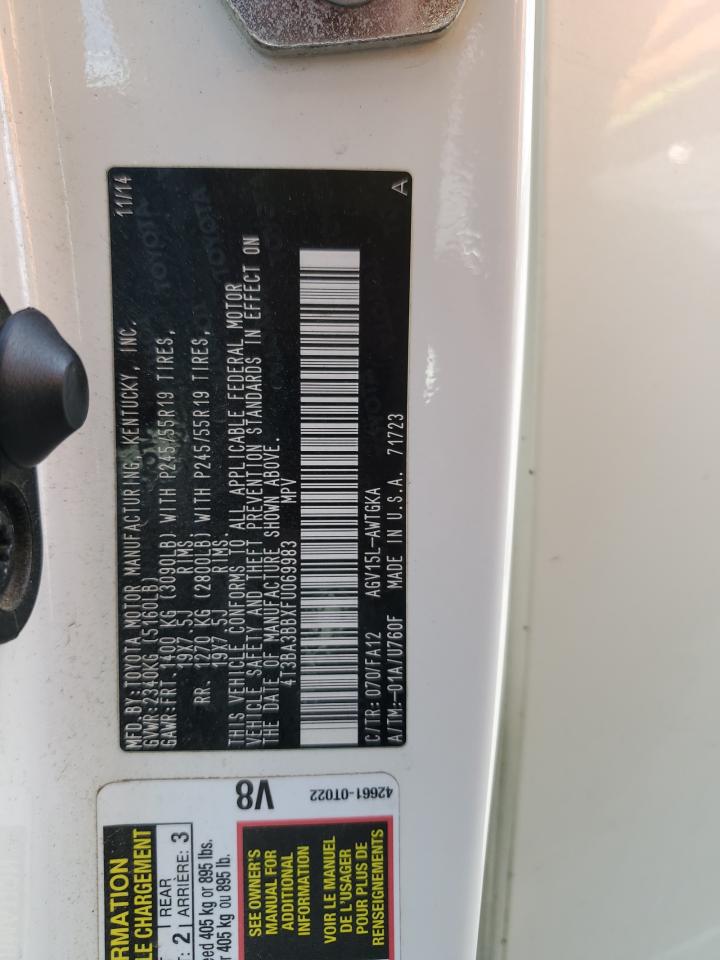 MFD.BY:TOYOTA MOTOR MANUFACTURING, KENTUCKY, INC. 11/14
GVWR:2340KG (5160LB)
GAWR:FRT.1400 KG (3090LB) WITH P245/55R19 TIRES,
19X7.5J RIMS.
RR. 1270 KG (2800LB) WITH P245/55R19 TIRES,
19X7.5J RIMS.
THIS VEHICLE CONFORMS TO ALL APPLICABLE FEDERAL MOTOR
VEHICLE SAFETY AND THEFT PREVENTION STANDARDS IN EFFECT ON
THE DATE OF MANUFACTURE SHOWN ABOVE.
4T3BA3BBXFU069983 MPV
C/TR:070/FA12 AGV15L-AWTGKA A
A/TM:-01A/U760F MADE IN U.S.A. 71723
V8
42661-0T022
RMATION
LE CHARGEMENT
2 REAR
ARRIÈRE: 3
eed 405 kg or 895 lbs.
405 kg ou 895 lb.
SEE OWNER'S
MANUAL FOR
ADDITIONAL
INFORMATION
VOIR LE MANUEL
DE L'USAGER
POUR PLUS DE